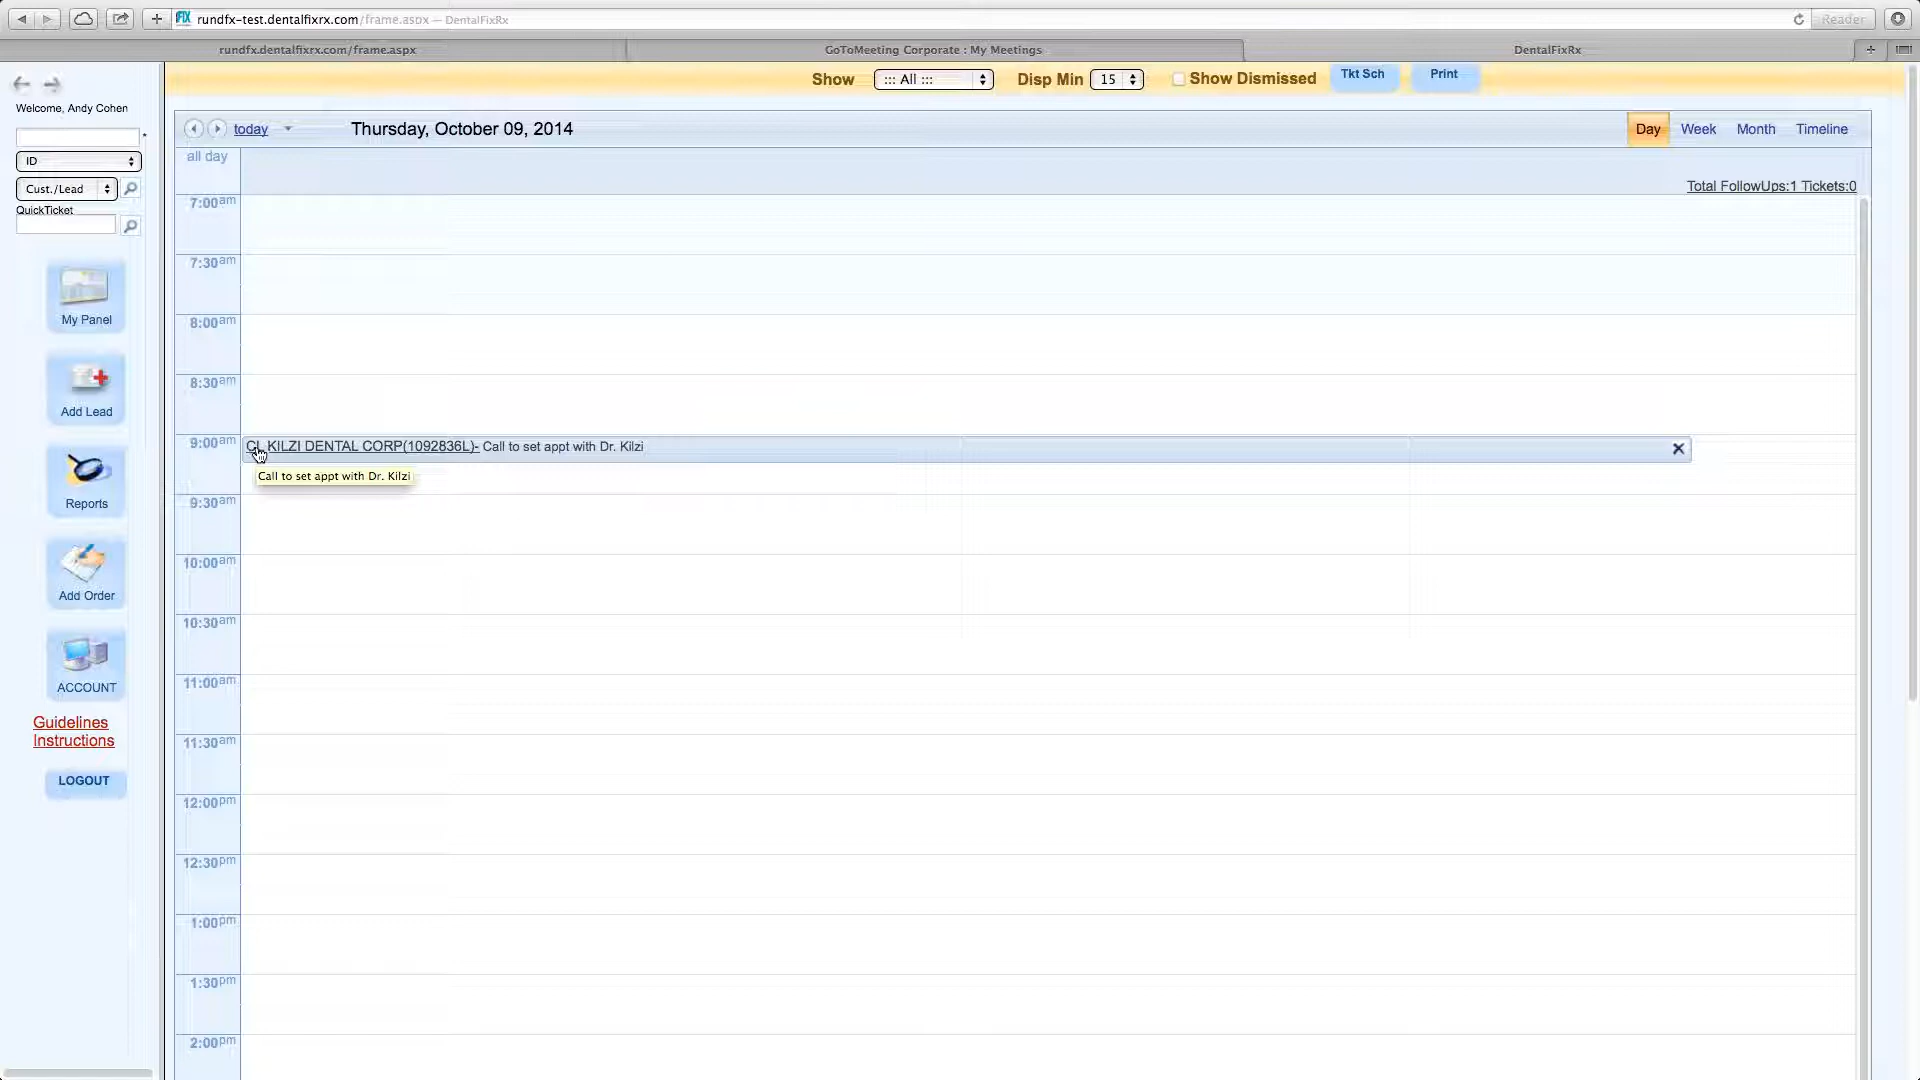 rundfx-test.dentalfixrx.com/frame.aspx — DentalFixRx
Reader
rundfx.dentalfixrx.com/frame.aspx
GoToMeeting Corporate : My Meetings
DentalFixRx
Welcome, Andy Cohen
*
ID
Cust./Lead
QuickTicket
My Panel
Add Lead
Reports
Add Order
ACCOUNT
Guidelines
Instructions
LOGOUT
Show ::: All ::: Disp Min 15 Show Dismissed Tkt Sch Print
today Thursday, October 09, 2014 Day Week Month Timeline
all day
Total FollowUps:1 Tickets:0
7:00am
7:30am
8:00am
8:30am
9:00am
CL KILZI DENTAL CORP(1092836L)- Call to set appt with Dr. Kilzi
Call to set appt with Dr. Kilzi
9:30am
10:00am
10:30am
11:00am
11:30am
12:00pm
12:30pm
1:00pm
1:30pm
2:00pm